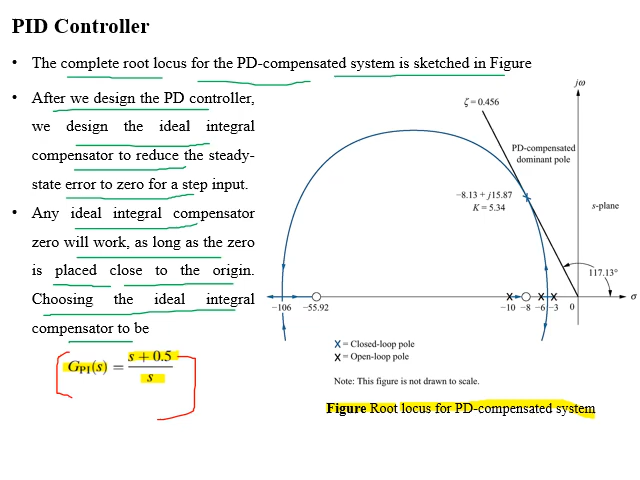 PID Controller
• The complete root locus for the PD-compensated system is sketched in Figure
• After we design the PD controller,
we design the ideal integral
compensator to reduce the steady-
state error to zero for a step input.
• Any ideal integral compensator
zero will work, as long as the zero
is placed close to the origin.
Choosing the ideal integral
compensator to be
G_PI(s) = (s + 0.5) / s
jω
ζ = 0.456
PD-compensated
dominant pole
−8.13 + j15.87
K = 5.34
s-plane
117.13°
σ
−106 −55.92 −10 −8 −6 −3 0
X = Closed-loop pole
X = Open-loop pole
Note: This figure is not drawn to scale.
Figure Root locus for PD-compensated system